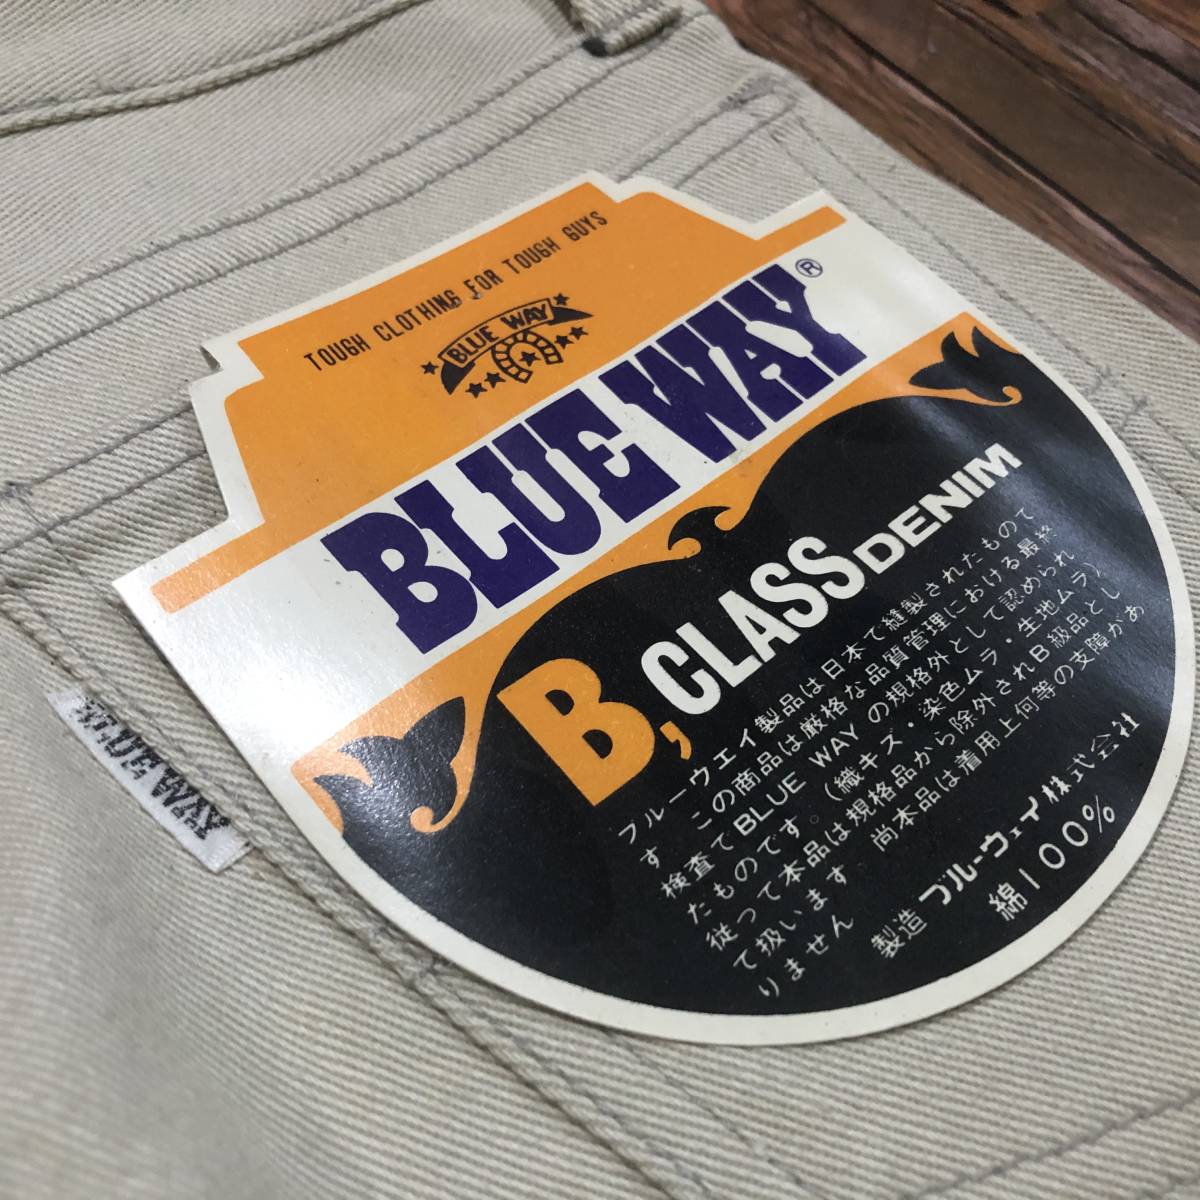 TOUGH CLOTHING FOR TOUGH GUYS
BLUE WAY
BLUE WAY®
B, CLASS DENIM
ブルーウエイ製品は日本で縫製されたもので
す この商品は厳格な品質管理における最終
検査でBLUE WAYの規格外として認められ
たものです。(織キズ・染色ムラ・生地ムラ)
従って本品は規格品から除外されB級品とし
て扱います 尚本品は着用上何等の支障があ
りません
製造 ブルーウェイ株式会社
綿100%
BLUE WAY